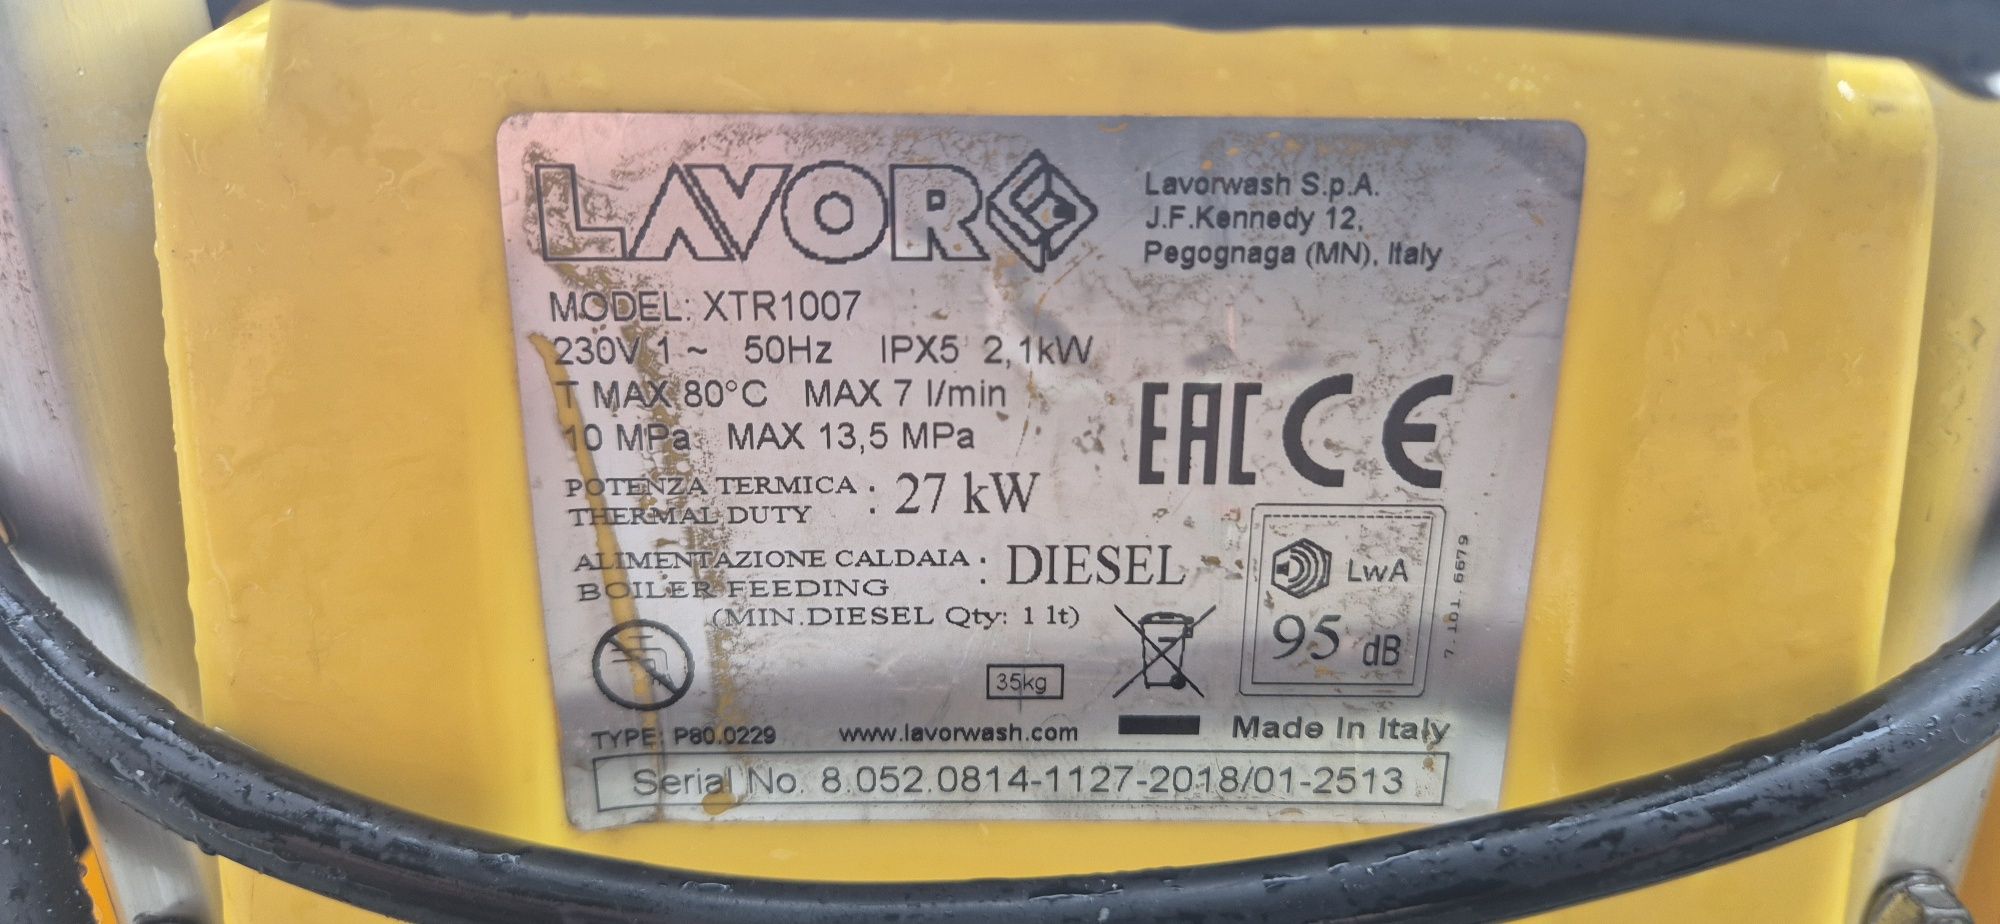 LAVOR
Lavorwash S.p.A.
J.F.Kennedy 12,
Pegognaga (MN), Italy
MODEL: XTR1007
230V 1 ~ 50Hz IPX5 2,1kW
T MAX 80°C MAX 7 l/min
10 MPa MAX 13,5 MPa
EAC CE
POTENZA TERMICA :
THERMAL DUTY : 27 kW
ALIMENTAZIONE CALDAIA :
BOILER FEEDING : DIESEL
(MIN.DIESEL Qty: 1 lt)
LwA
95 dB
7.101.6679
35kg
TYPE: P80.0229 www.lavorwash.com Made In Italy
Serial No. 8.052.0814-1127-2018/01-2513